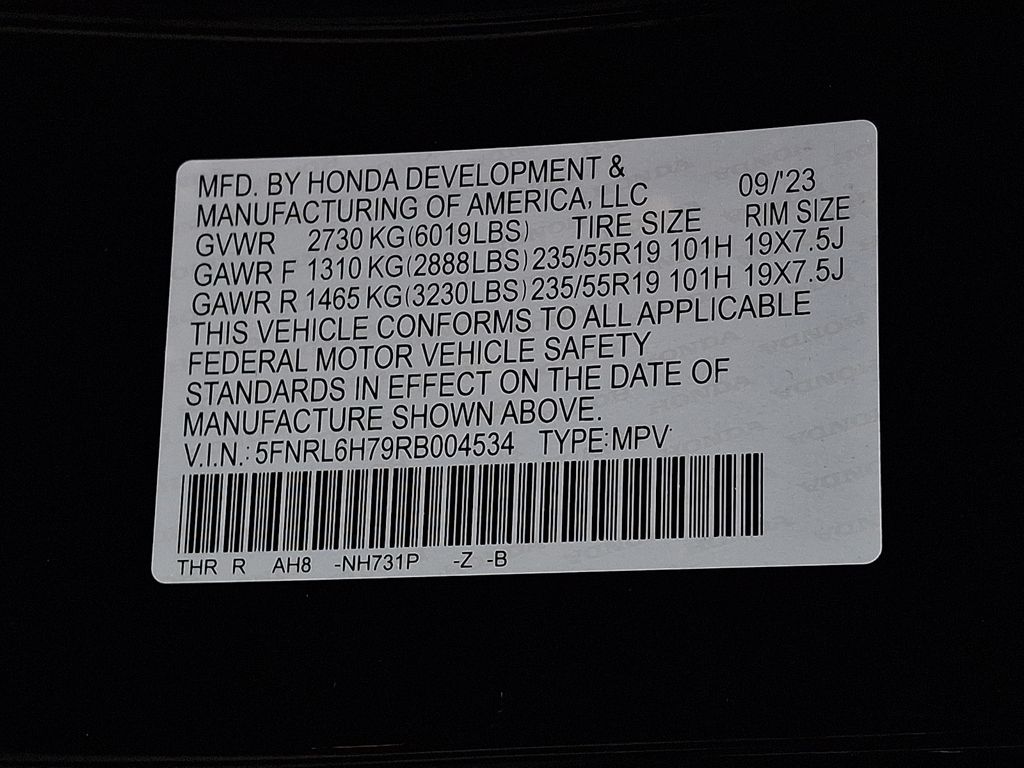 MFD. BY HONDA DEVELOPMENT &
MANUFACTURING OF AMERICA, LLC 09/'23
GVWR 2730 KG(6019LBS) TIRE SIZE RIM SIZE
GAWR F 1310 KG(2888LBS) 235/55R19 101H 19X7.5J
GAWR R 1465 KG(3230LBS) 235/55R19 101H 19X7.5J
THIS VEHICLE CONFORMS TO ALL APPLICABLE
FEDERAL MOTOR VEHICLE SAFETY
STANDARDS IN EFFECT ON THE DATE OF
MANUFACTURE SHOWN ABOVE.
V.I.N.: 5FNRL6H79RB004534 TYPE:MPV
THR R AH8 -NH731P -Z -B